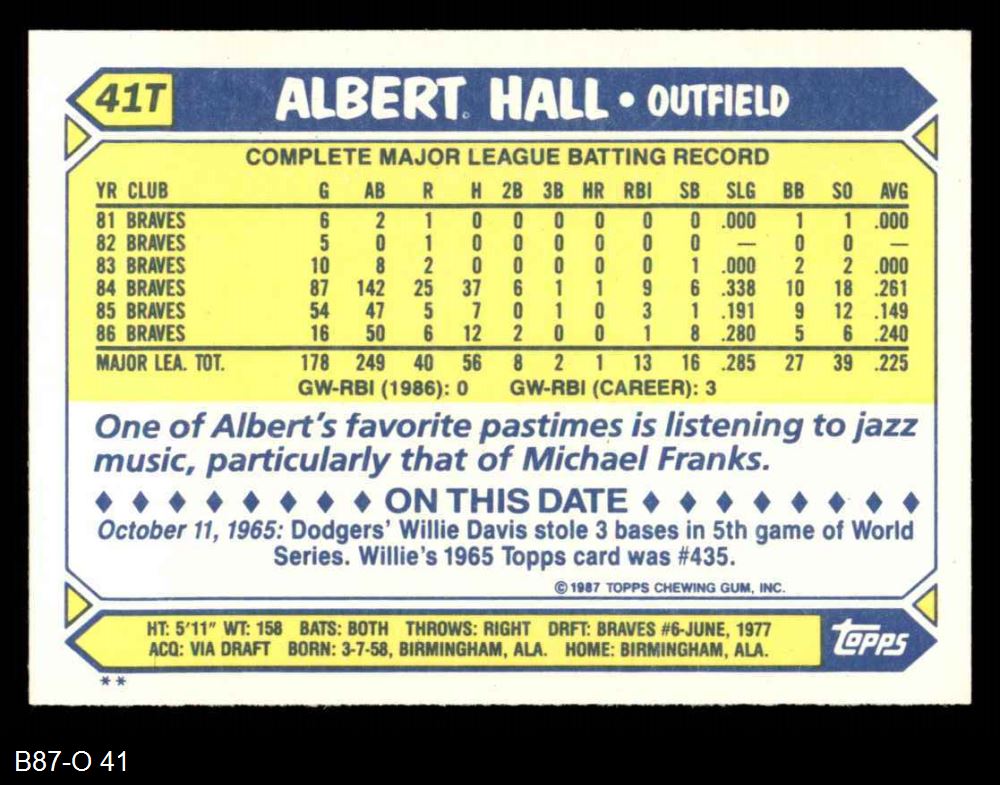 41T ALBERT HALL • OUTFIELD
COMPLETE MAJOR LEAGUE BATTING RECORD
YR CLUB G AB R H 2B 3B HR RBI SB SLG BB SO AVG
81 BRAVES 6 2 1 0 0 0 0 0 0 .000 1 1 .000
82 BRAVES 5 0 1 0 0 0 0 0 0 — 0 0 —
83 BRAVES 10 8 2 0 0 0 0 0 1 .000 2 2 .000
84 BRAVES 87 142 25 37 6 1 1 9 6 .338 10 18 .261
85 BRAVES 54 47 5 7 0 1 0 3 1 .191 9 12 .149
86 BRAVES 16 50 6 12 2 0 0 1 8 .280 5 6 .240
MAJOR LEA. TOT. 178 249 40 56 8 2 1 13 16 .285 27 39 .225
GW-RBI (1986): 0 GW-RBI (CAREER): 3
One of Albert's favorite pastimes is listening to jazz
music, particularly that of Michael Franks.
♦ ♦ ♦ ♦ ♦ ♦ ♦ ♦ ON THIS DATE ♦ ♦ ♦ ♦ ♦ ♦ ♦ ♦
October 11, 1965: Dodgers' Willie Davis stole 3 bases in 5th game of World
Series. Willie's 1965 Topps card was #435.
© 1987 TOPPS CHEWING GUM, INC.
HT: 5'11" WT: 158 BATS: BOTH THROWS: RIGHT DRFT: BRAVES #6-JUNE, 1977
ACQ: VIA DRAFT BORN: 3-7-58, BIRMINGHAM, ALA. HOME: BIRMINGHAM, ALA.
topps
**
B87-O 41